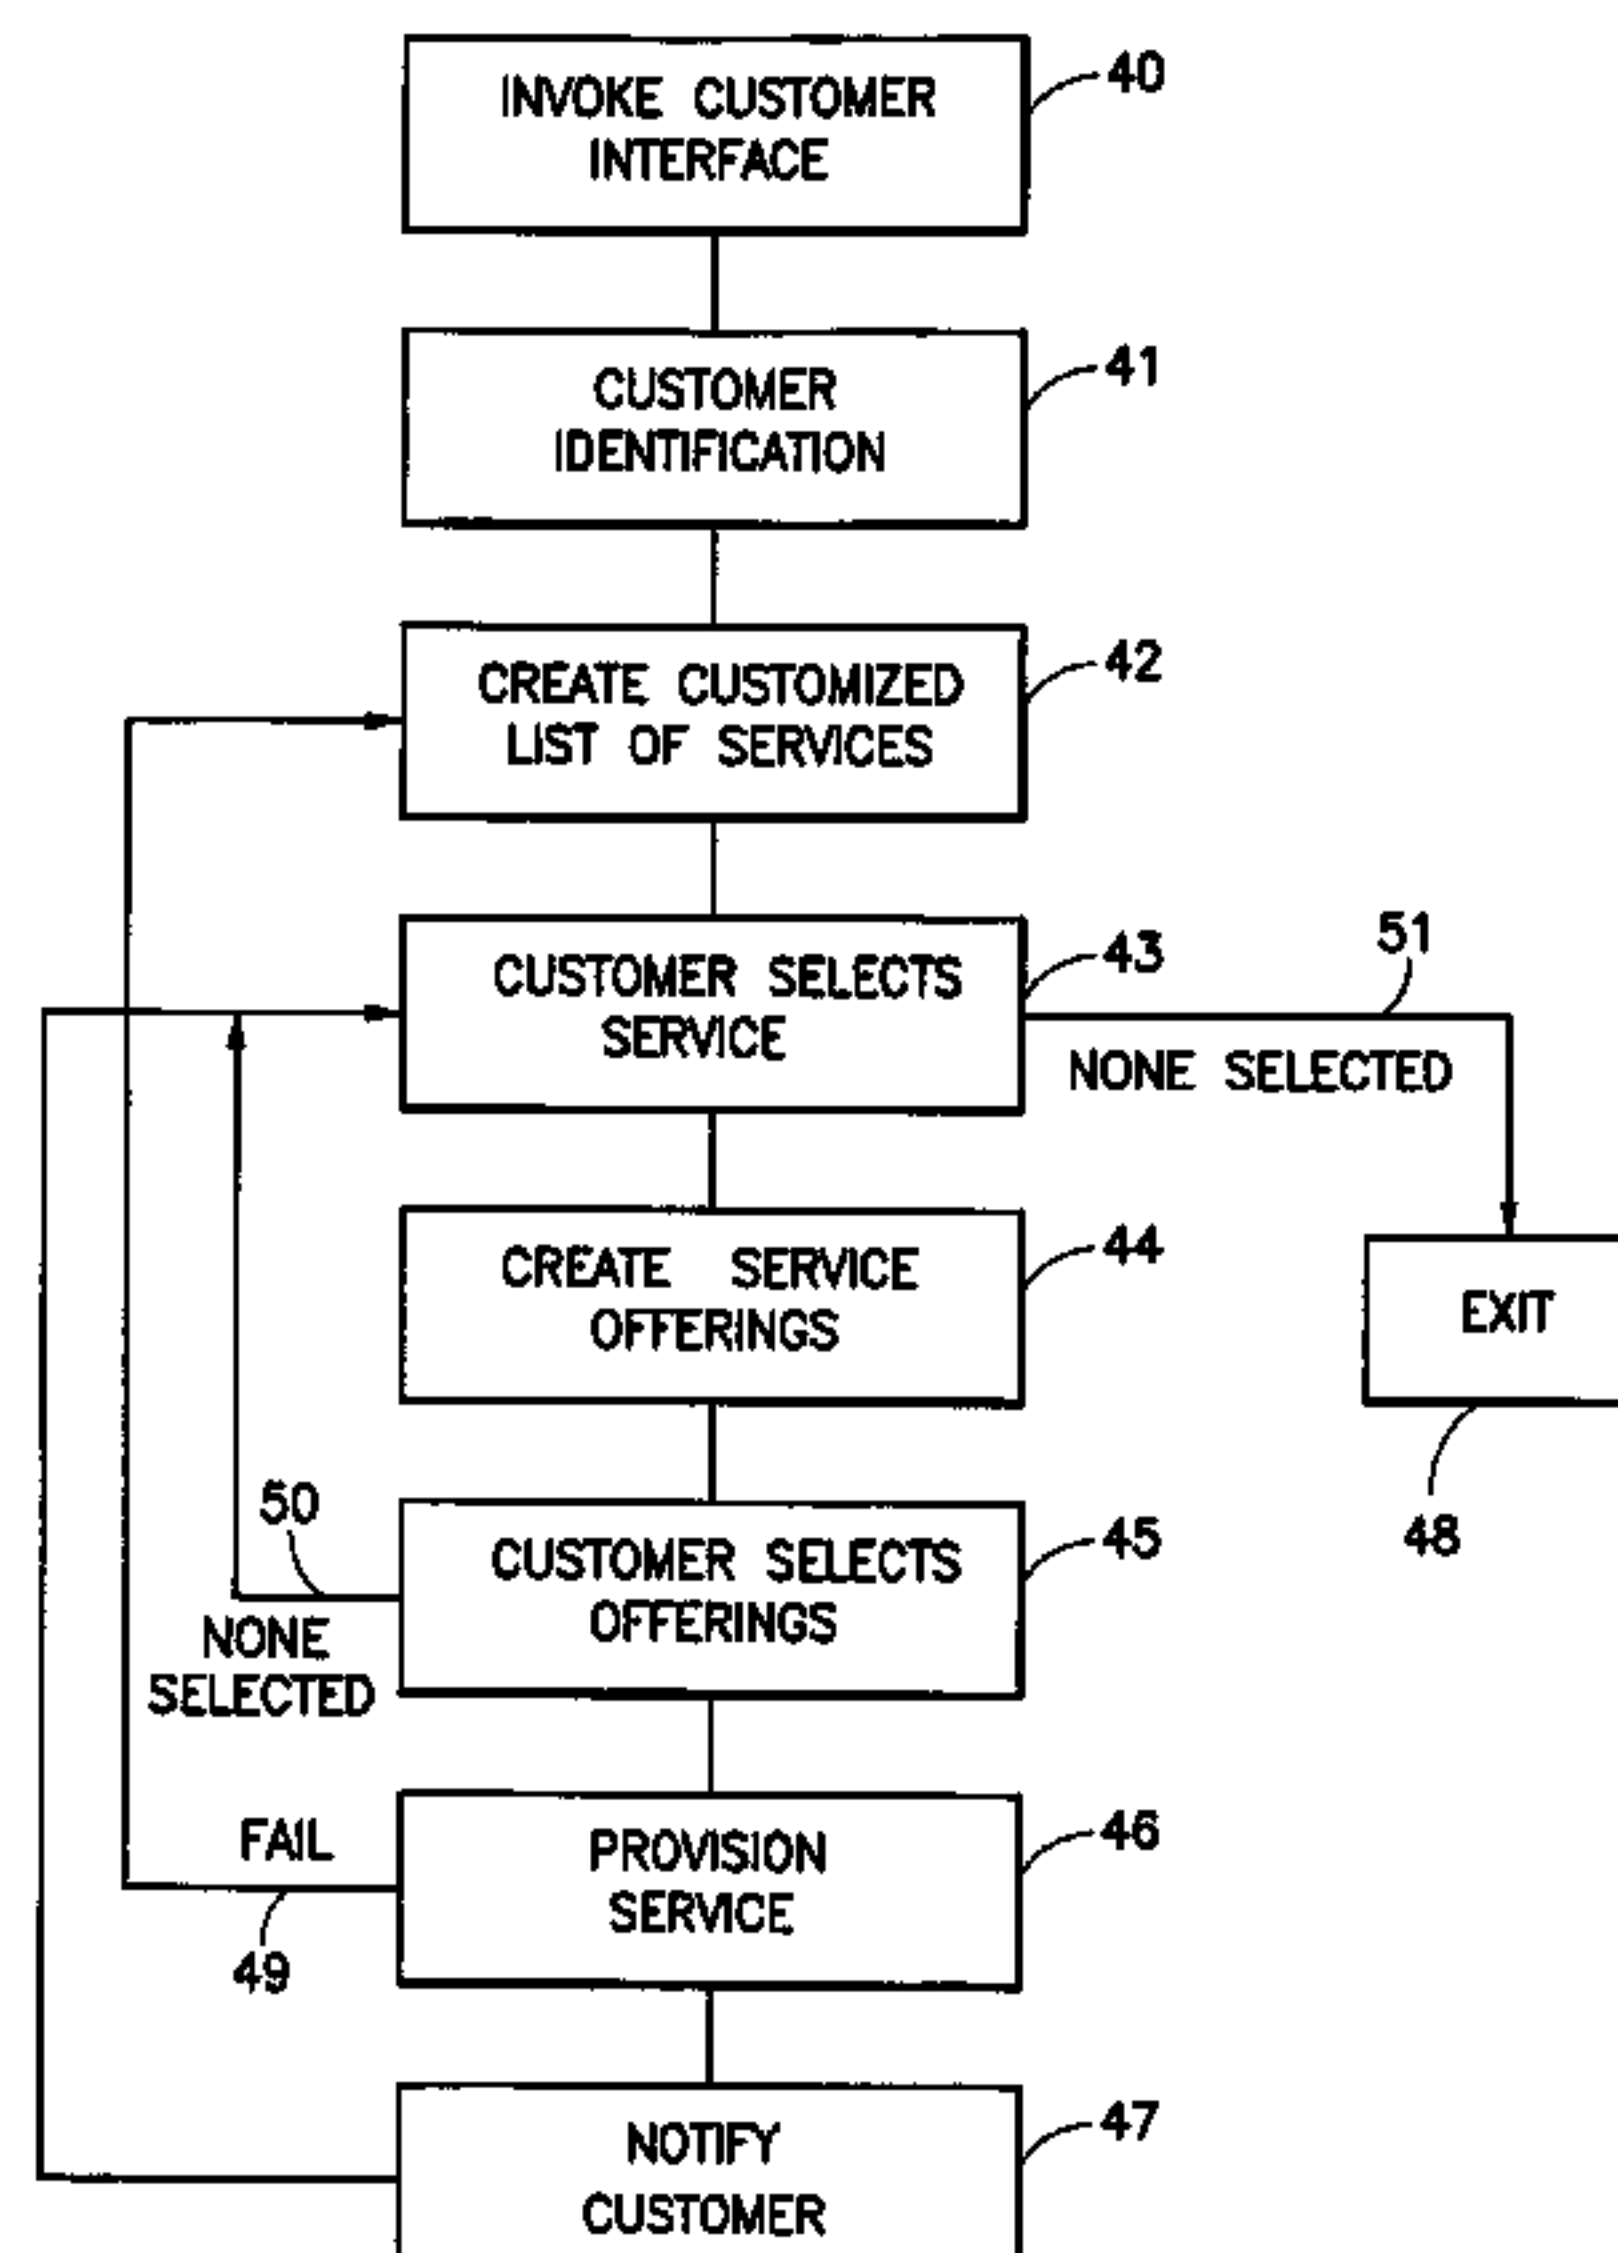 INVOKE CUSTOMER
INTERFACE
40
CUSTOMER
IDENTIFICATION
41
CREATE CUSTOMIZED
LIST OF SERVICES
42
CUSTOMER SELECTS
SERVICE
43
51
NONE SELECTED
CREATE SERVICE
OFFERINGS
44
EXIT
48
50
CUSTOMER SELECTS
OFFERINGS
45
NONE
SELECTED
FAIL
PROVISION
SERVICE
46
49
NOTIFY
CUSTOMER
47